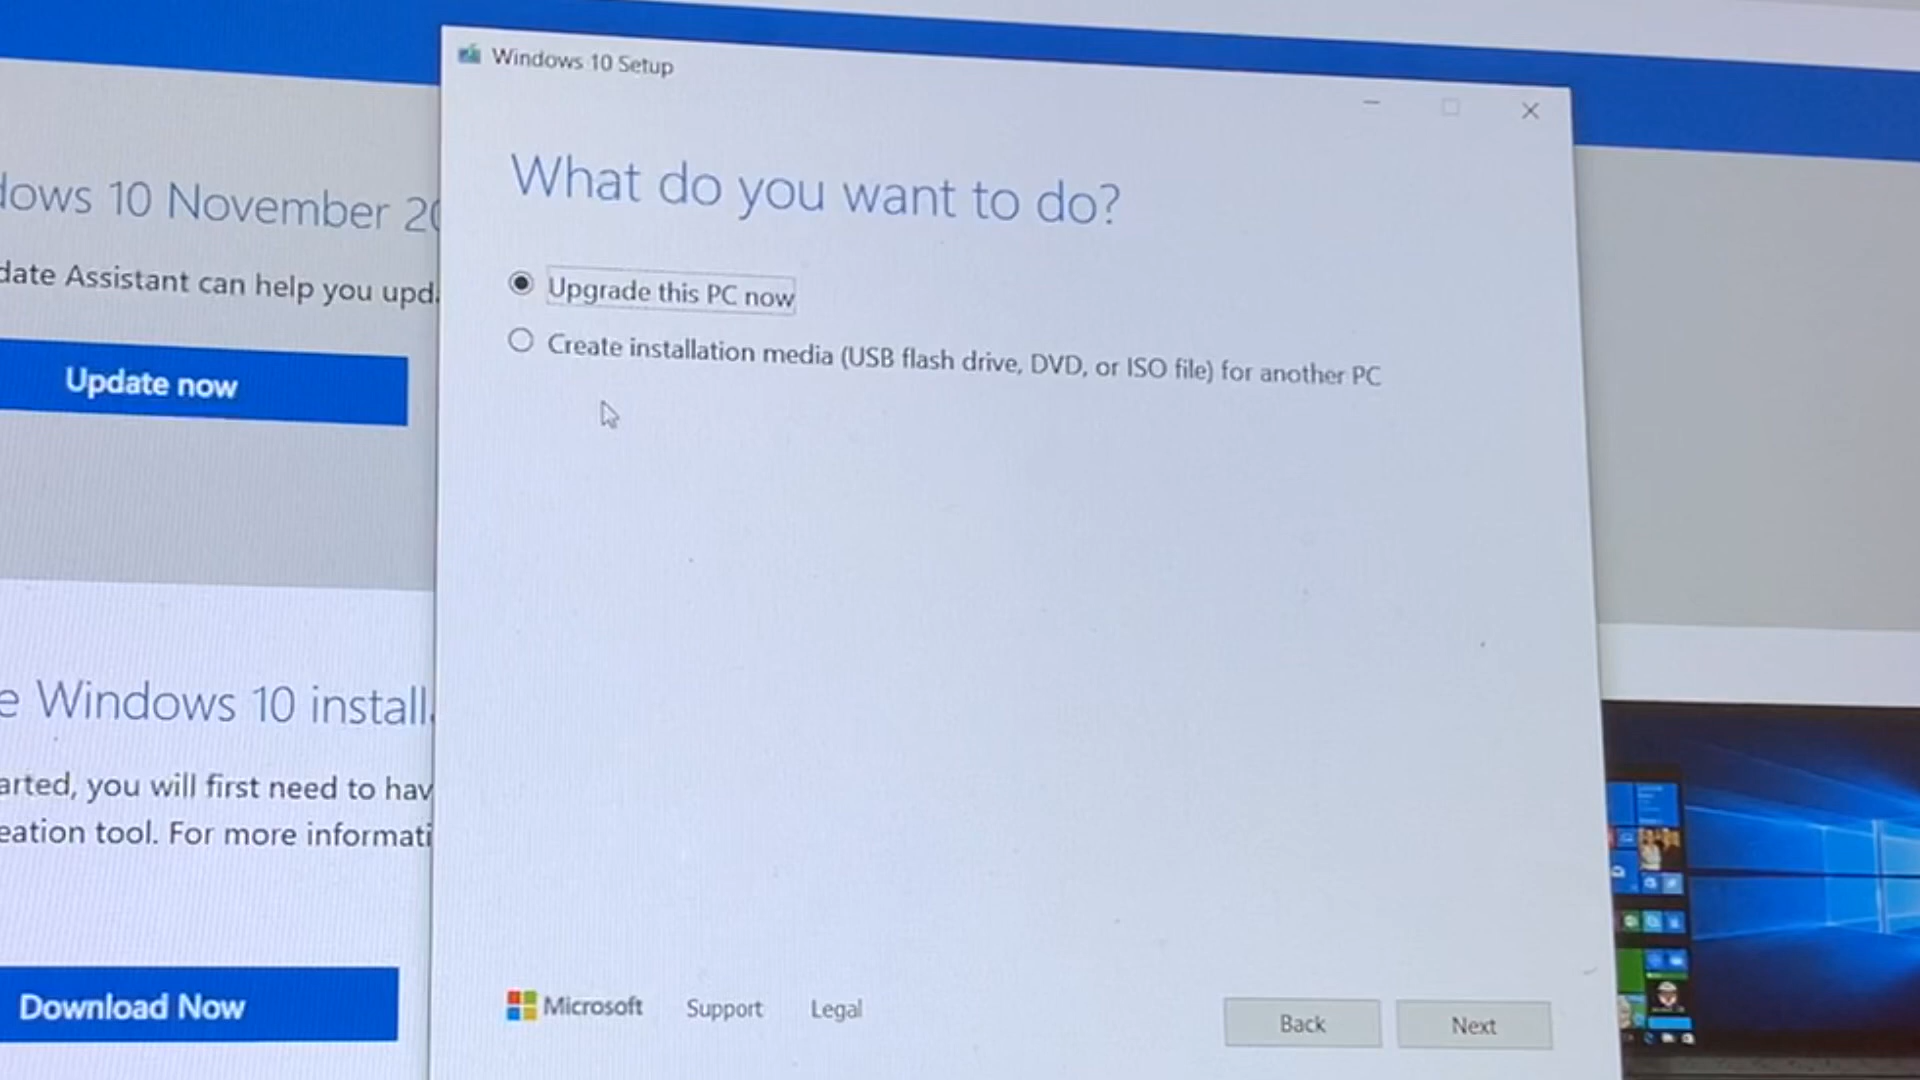 Windows 10 Setup
What do you want to do?
Upgrade this PC now
Create installation media (USB flash drive, DVD, or ISO file) for another PC
Microsoft
Support
Legal
Back
Next
dows 10 November 20
date Assistant can help you upd
Update now
e Windows 10 install
arted, you will first need to hav
eation tool. For more informati
Download Now